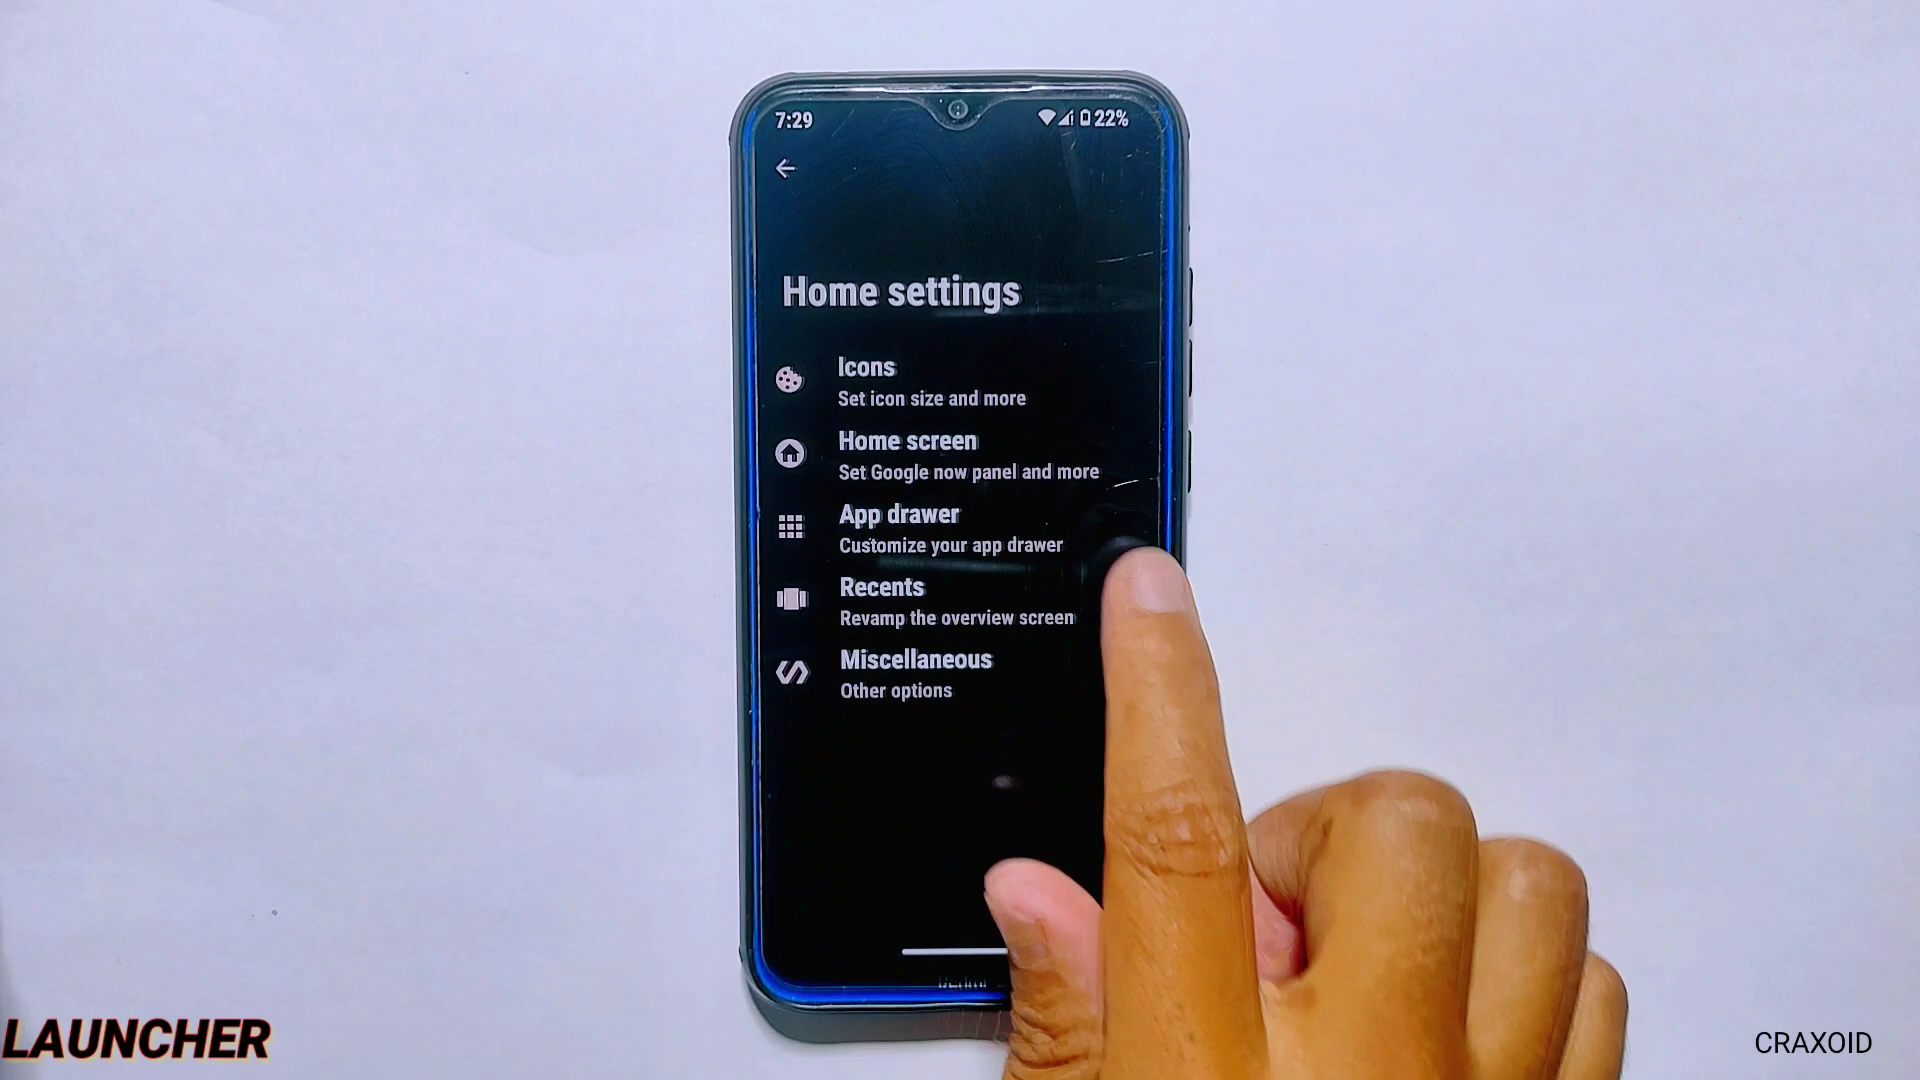 7:29
22%
Home settings
Icons
Set icon size and more
Home screen
Set Google now panel and more
App drawer
Customize your app drawer
Recents
Revamp the overview screen
Miscellaneous
Other options
Redmi
LAUNCHER
CRAXOID